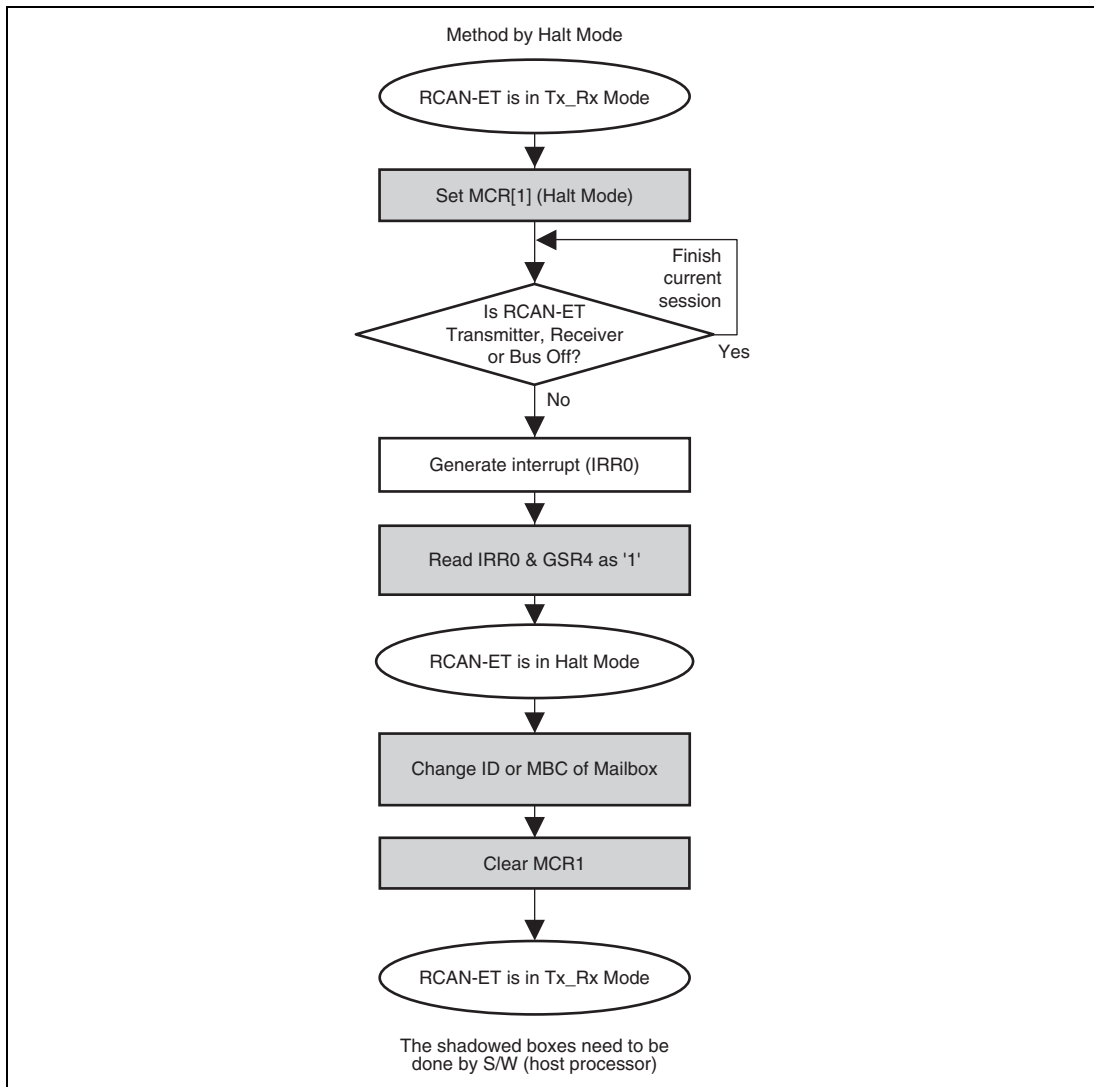 Method by Halt Mode
RCAN-ET is in Tx_Rx Mode
Set MCR[1] (Halt Mode)
Finish
current
session
Is RCAN-ET
Transmitter, Receiver
or Bus Off?
Yes
No
Generate interrupt (IRR0)
Read IRR0 & GSR4 as '1'
RCAN-ET is in Halt Mode
Change ID or MBC of Mailbox
Clear MCR1
RCAN-ET is in Tx_Rx Mode
The shadowed boxes need to be
done by S/W (host processor)